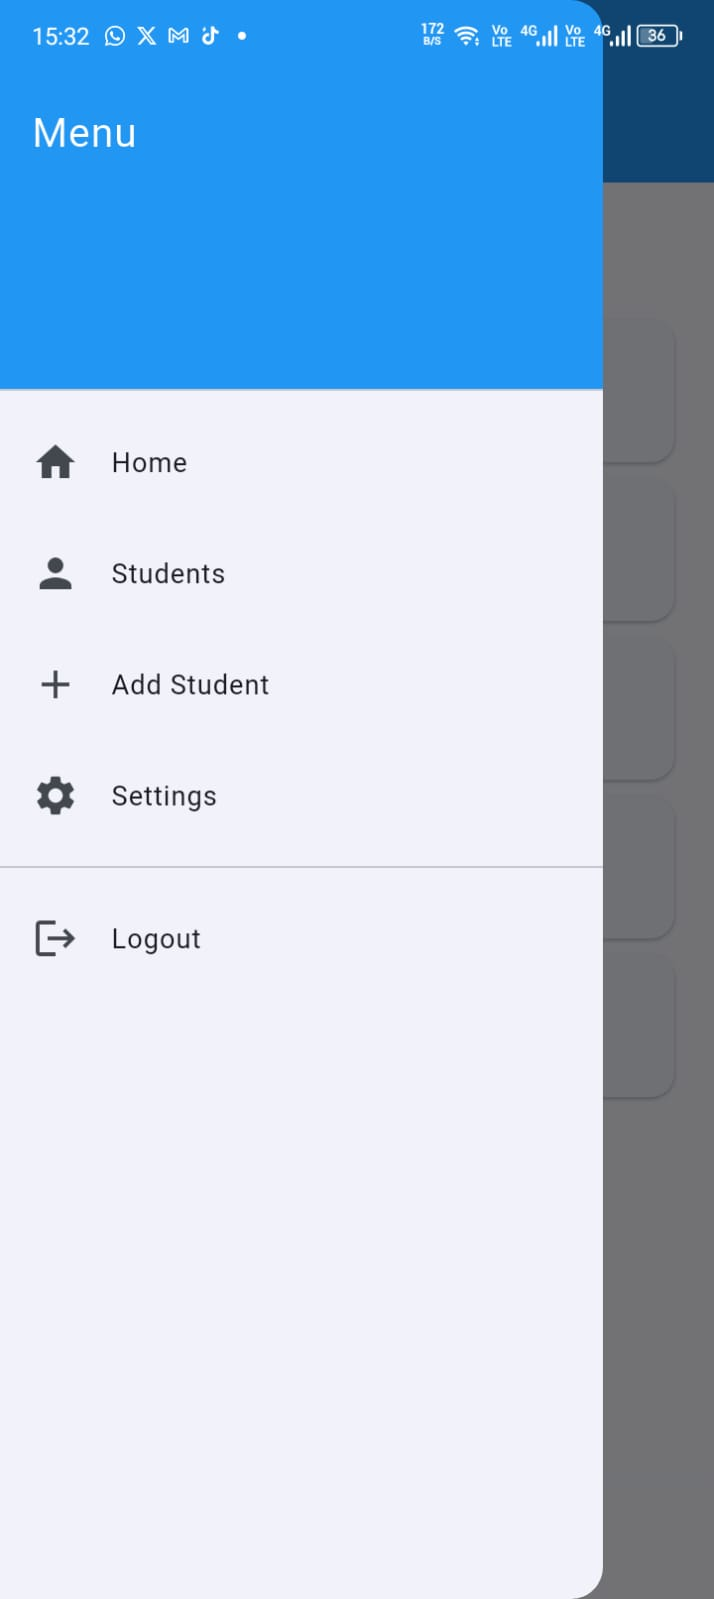 15:32 172 B/S Vo LTE 4G Vo LTE 4G 36
Menu
Home
Students
Add Student
Settings
Logout